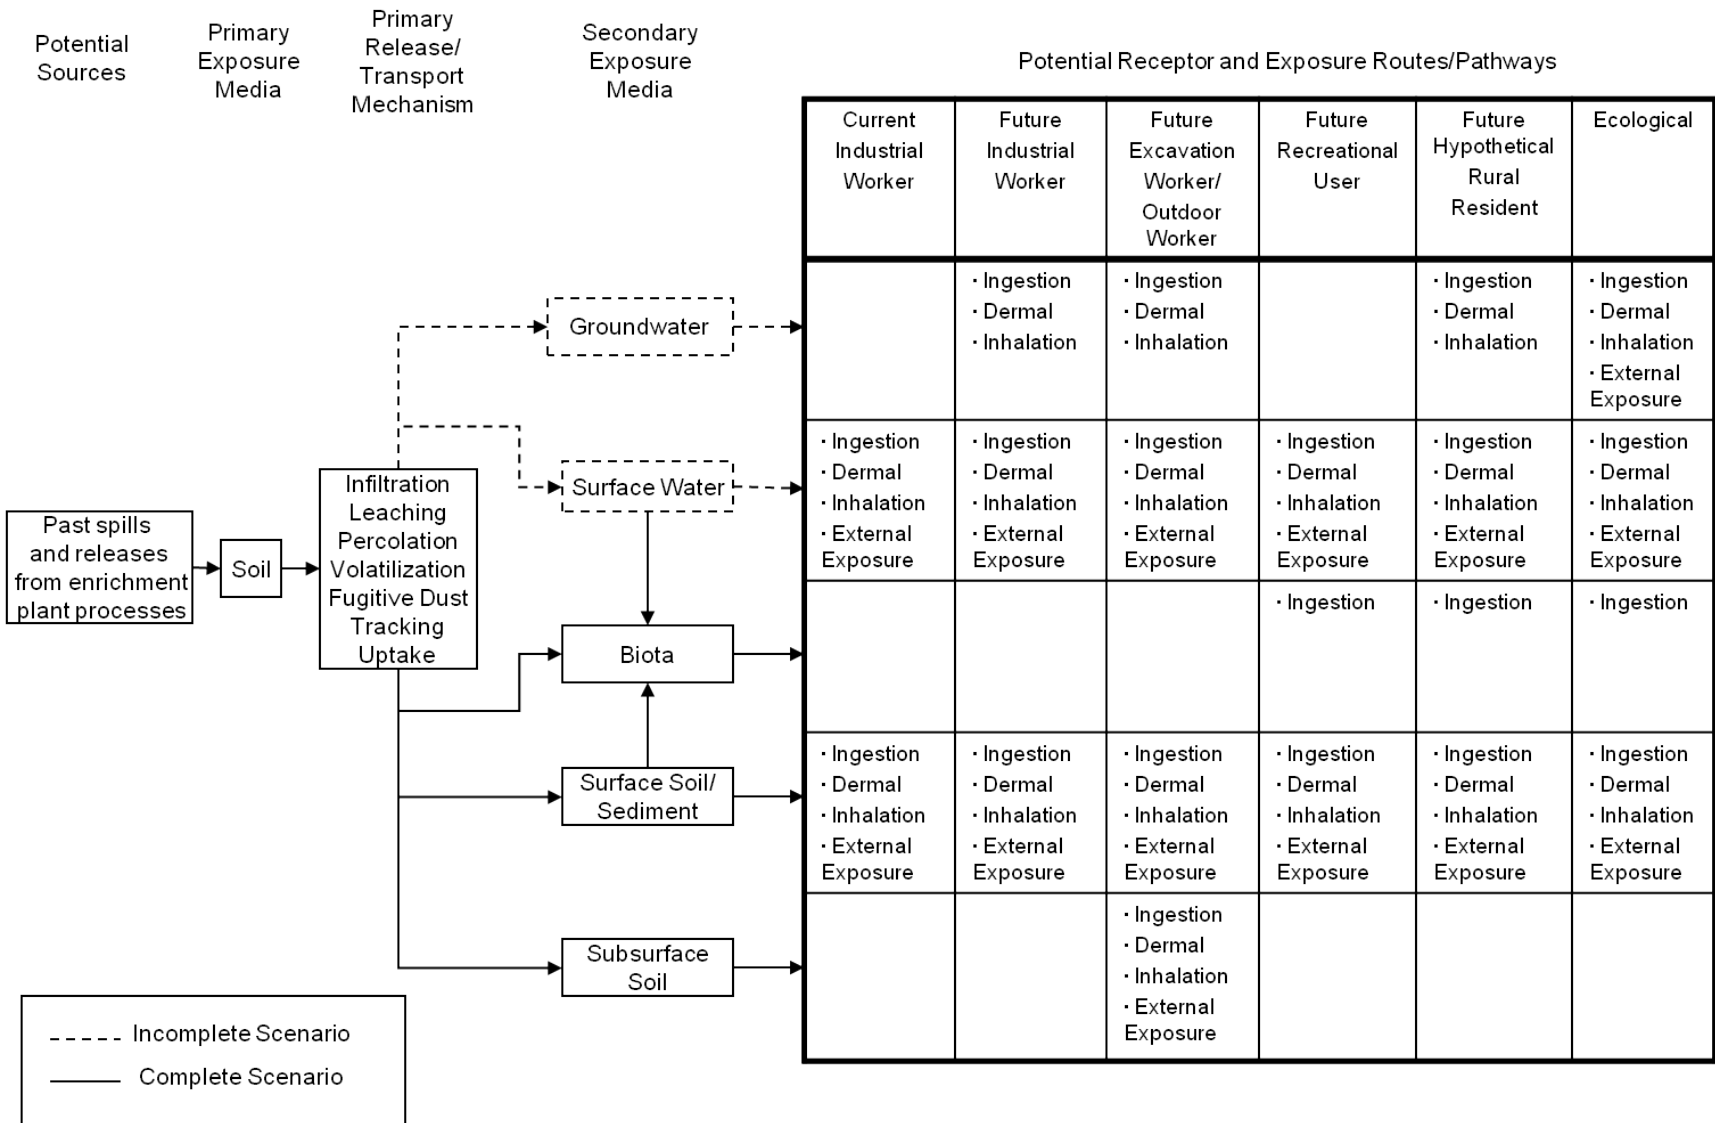 Potential
Sources
Primary
Exposure
Media
Primary
Release/
Transport
Mechanism
Secondary
Exposure
Media
Potential Receptor and Exposure Routes/Pathways
Current
Industrial
Worker
Future
Industrial
Worker
Future
Excavation
Worker/
Outdoor
Worker
Future
Recreational
User
Future
Hypothetical
Rural
Resident
Ecological
Past spills
and releases
from enrichment
plant processes
Soil
Infiltration
Leaching
Percolation
Volatilization
Fugitive Dust
Tracking
Uptake
Groundwater
· Ingestion
· Dermal
· Inhalation
· Ingestion
· Dermal
· Inhalation
· Ingestion
· Dermal
· Inhalation
· Ingestion
· Dermal
· Inhalation
· External
Exposure
Surface Water
· Ingestion
· Dermal
· Inhalation
· External
Exposure
· Ingestion
· Dermal
· Inhalation
· External
Exposure
· Ingestion
· Dermal
· Inhalation
· External
Exposure
· Ingestion
· Dermal
· Inhalation
· External
Exposure
· Ingestion
· Dermal
· Inhalation
· External
Exposure
· Ingestion
· Dermal
· Inhalation
· External
Exposure
Biota
· Ingestion
· Ingestion
· Ingestion
Surface Soil/
Sediment
· Ingestion
· Dermal
· Inhalation
· External
Exposure
· Ingestion
· Dermal
· Inhalation
· External
Exposure
· Ingestion
· Dermal
· Inhalation
· External
Exposure
· Ingestion
· Dermal
· Inhalation
· External
Exposure
· Ingestion
· Dermal
· Inhalation
· External
Exposure
· Ingestion
· Dermal
· Inhalation
· External
Exposure
Subsurface
Soil
· Ingestion
· Dermal
· Inhalation
· External
Exposure
Incomplete Scenario
Complete Scenario